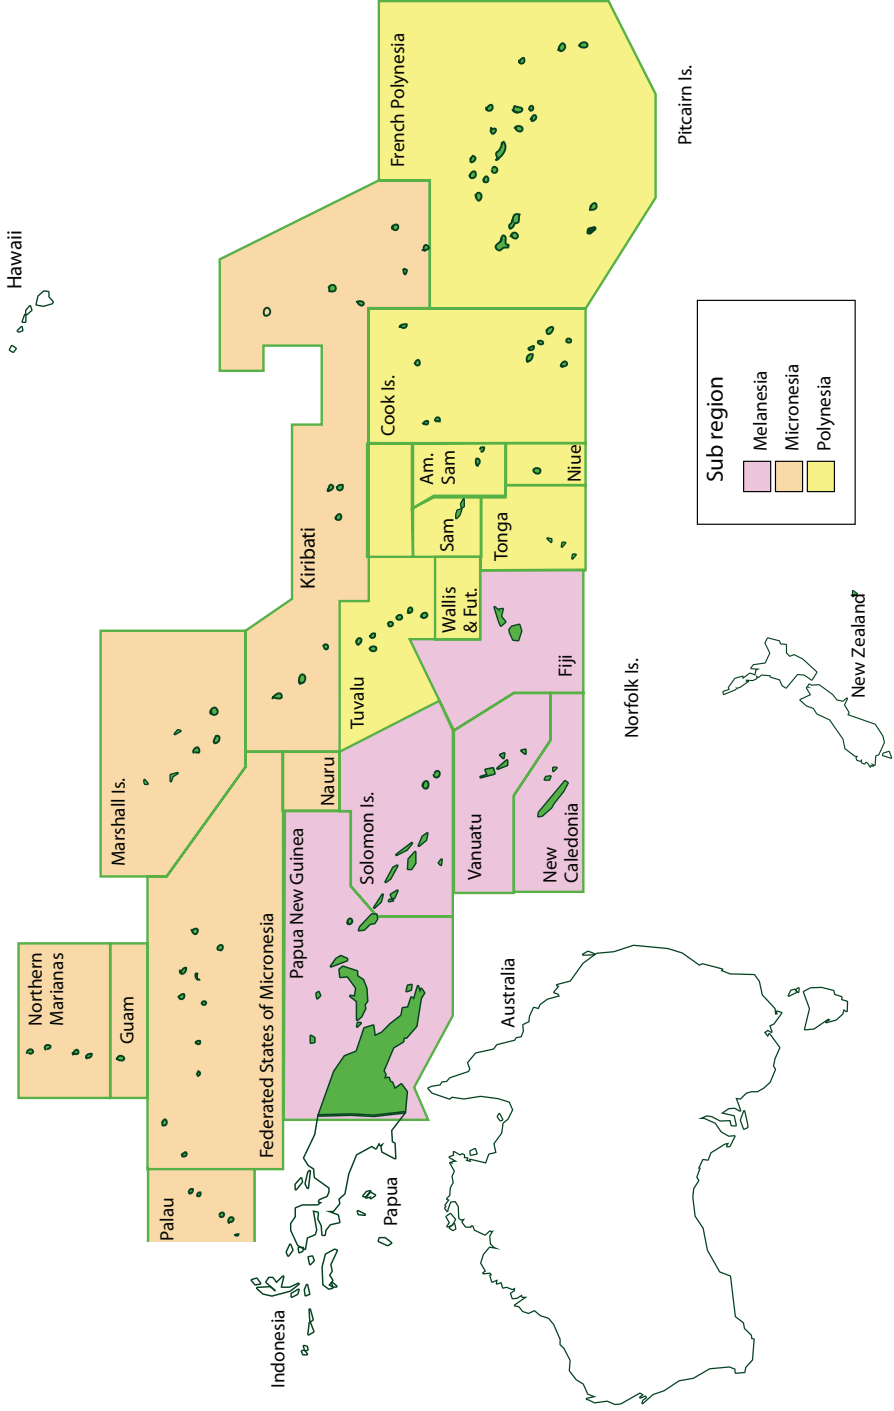 Hawaii
Northern
Marianas
Guam
Marshall Is.
Palau
Federated States of Micronesia
Kiribati
Nauru
French Polynesia
Indonesia
Papua
Papua New Guinea
Solomon Is.
Tuvalu
Cook Is.
Am.
Sam
Sam
Wallis
& Fut.
Tonga
Niue
Vanuatu
Fiji
New
Caledonia
Australia
Norfolk Is.
Pitcairn Is.
New Zealand
Sub region
Melanesia
Micronesia
Polynesia